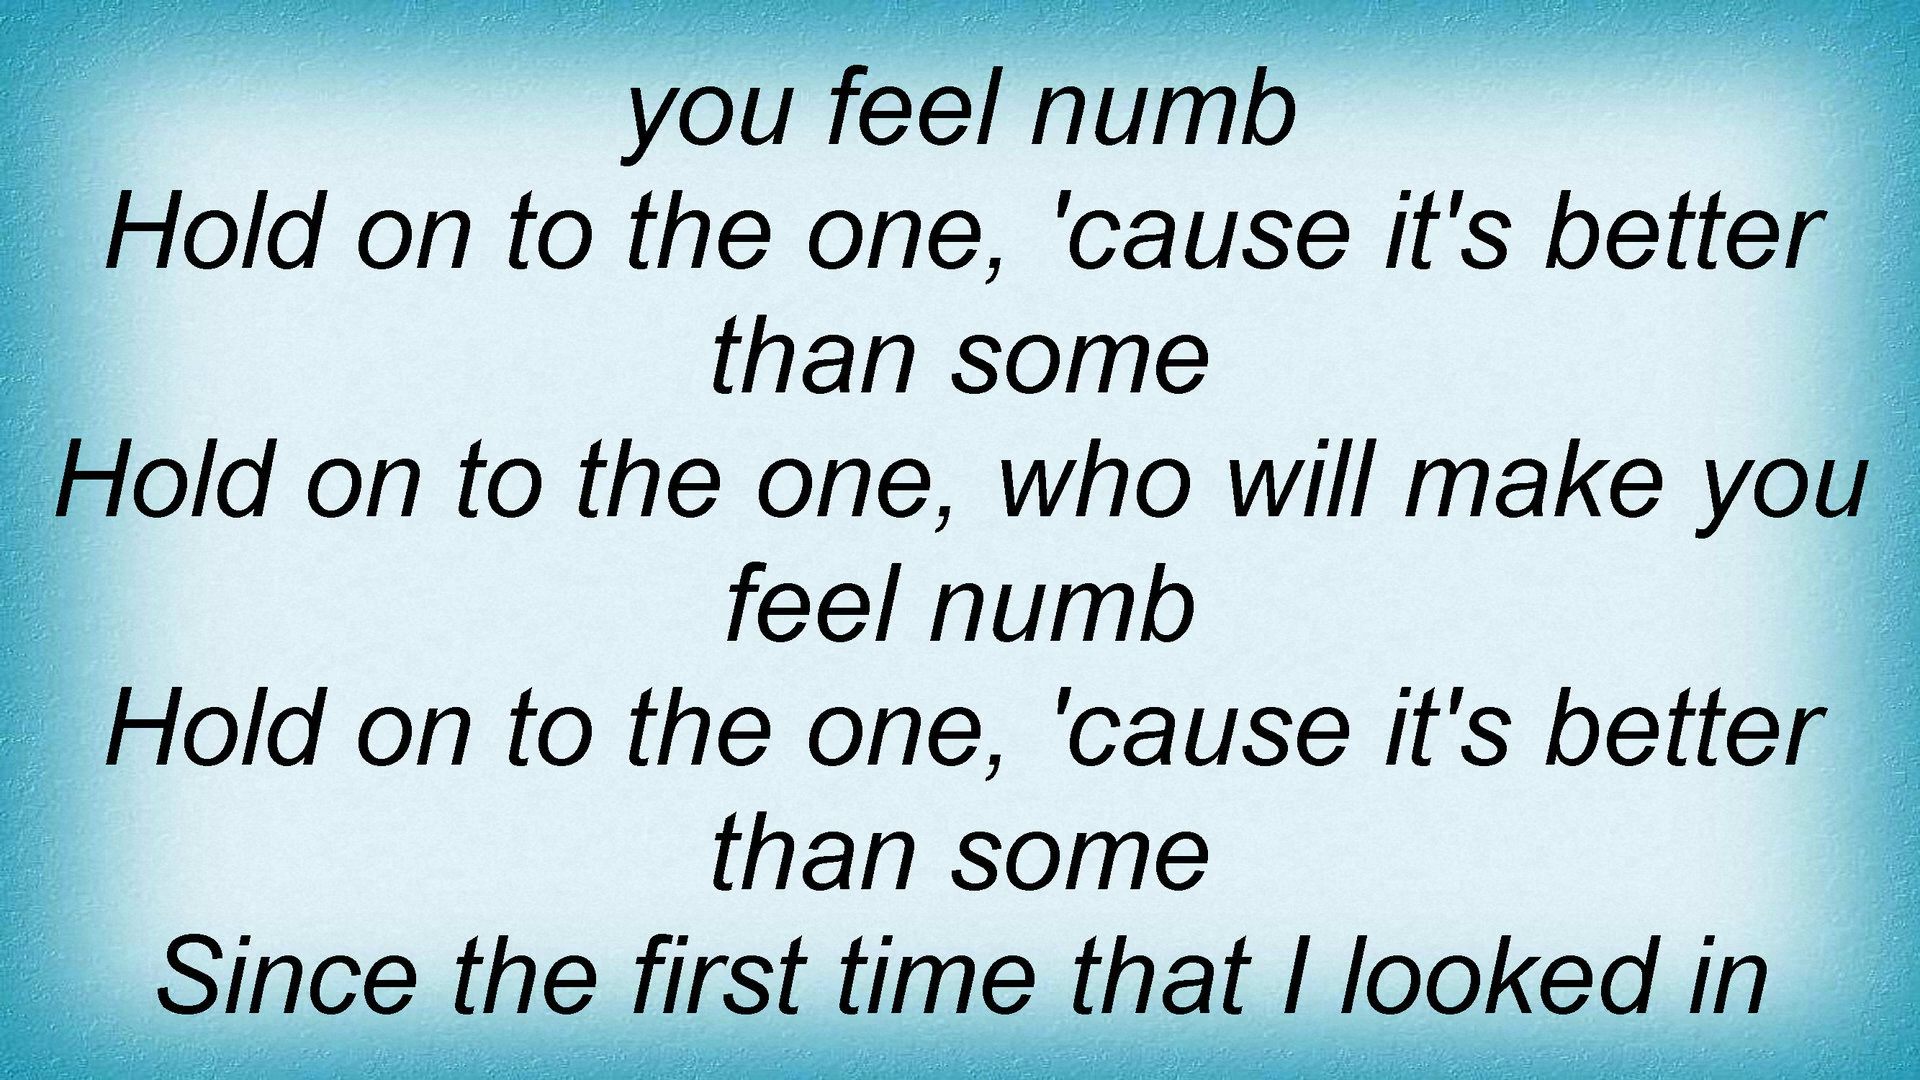 you feel numb
Hold on to the one, 'cause it's better
than some
Hold on to the one, who will make you
feel numb
Hold on to the one, 'cause it's better
than some
Since the first time that I looked in